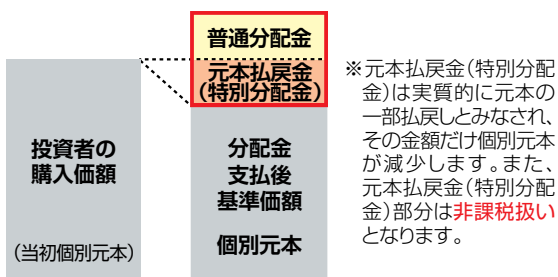 普通分配金
元本払戻金
(特別分配金)
投資者の
購入価額
(当初個別元本)
分配金
支払後
基準価額
個別元本
※元本払戻金(特別分配
金)は実質的に元本の
一部払戻しとみなされ、
その金額だけ個別元本
が減少します。また、
元本払戻金(特別分配
金)部分は非課税扱い
となります。